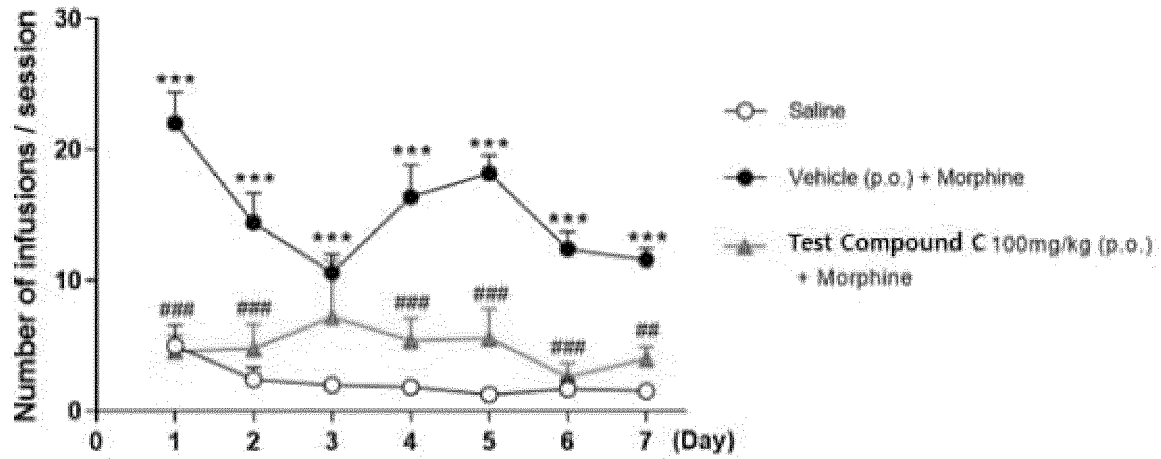 Number of infusions / session
30
20
10
0
***
***
***
***
***
***
***
###
###
###
###
###
##
0 1 2 3 4 5 6 7 (Day)
Saline
Vehicle (p.o.) + Morphine
Test Compound C 100mg/kg (p.o.)
+ Morphine